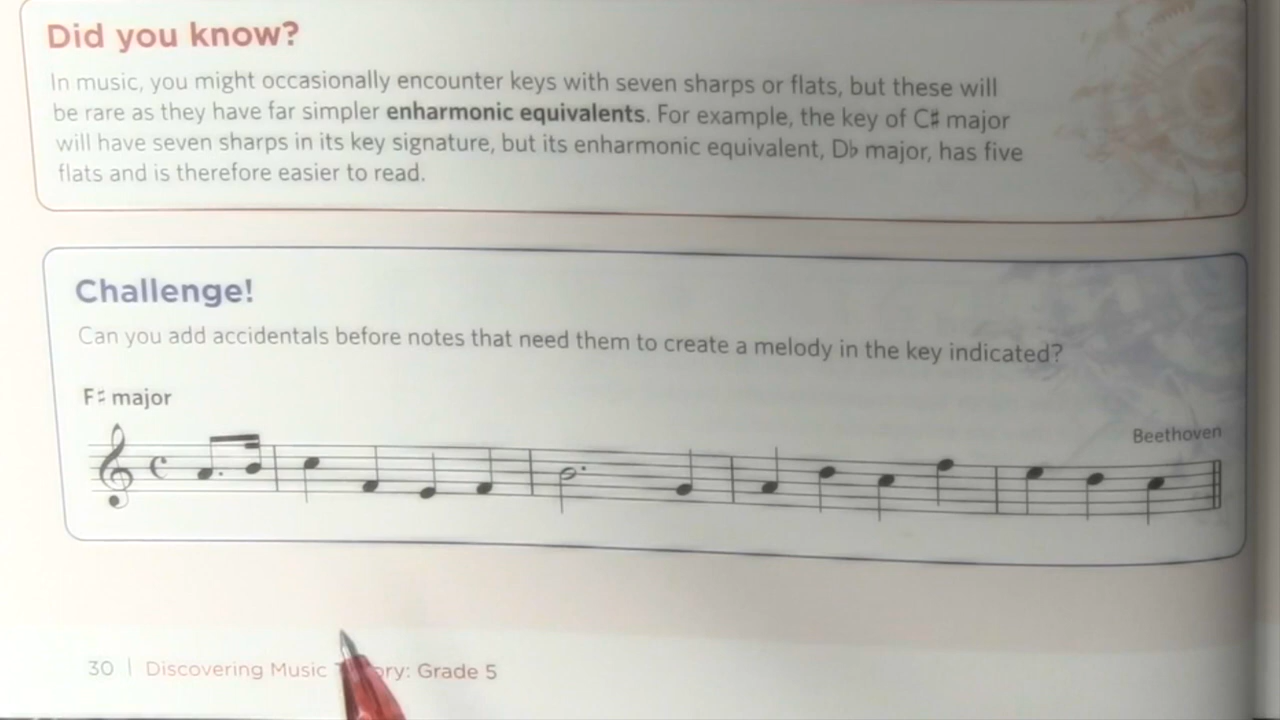 Did you know?
In music, you might occasionally encounter keys with seven sharps or flats, but these will
be rare as they have far simpler enharmonic equivalents. For example, the key of C♯ major
will have seven sharps in its key signature, but its enharmonic equivalent, D♭ major, has five
flats and is therefore easier to read.
Challenge!
Can you add accidentals before notes that need them to create a melody in the key indicated?
F♯ major
Beethoven
30 | Discovering Music ory: Grade 5